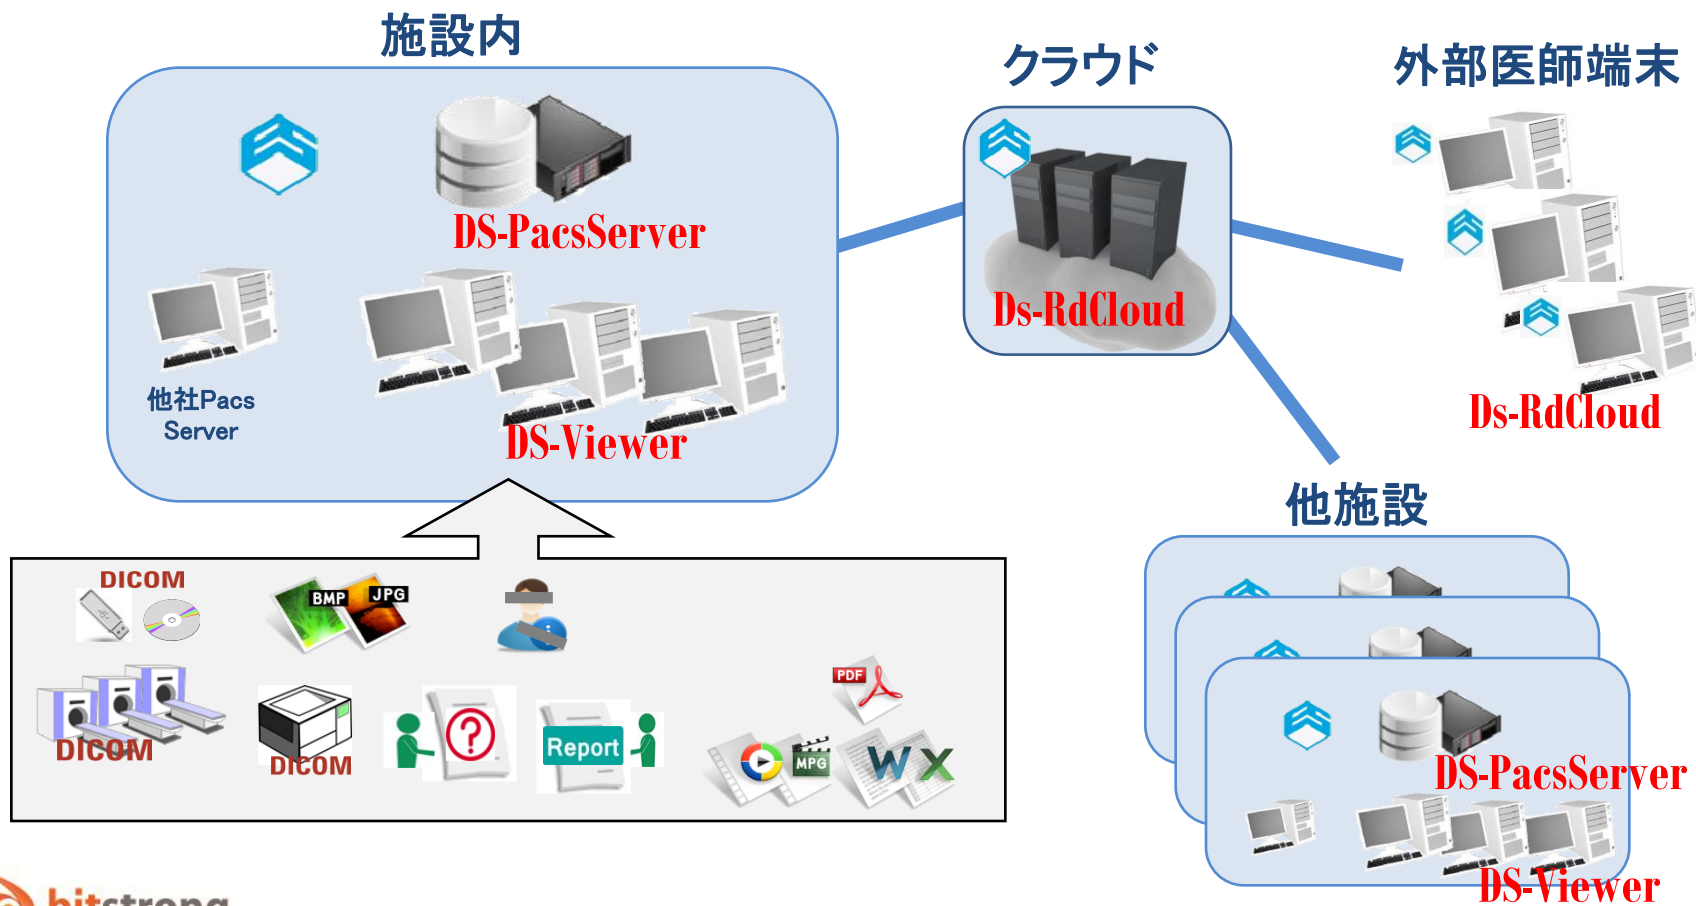 施設内
クラウド
外部医師端末
DS-PacsServer
Ds-RdCloud
他社Pacs
Server
DS-Viewer
Ds-RdCloud
他施設
DICOM
BMP
JPG
DICOM
DICOM
?
Report
PDF
MPG
W
X
DS-PacsServer
DS-Viewer
bitstrong